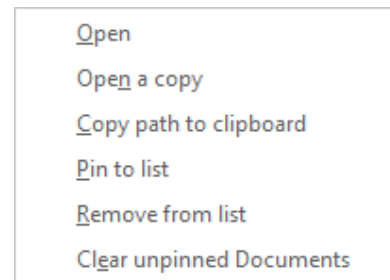 Open
Open a copy
Copy path to clipboard
Pin to list
Remove from list
Clear unpinned Documents